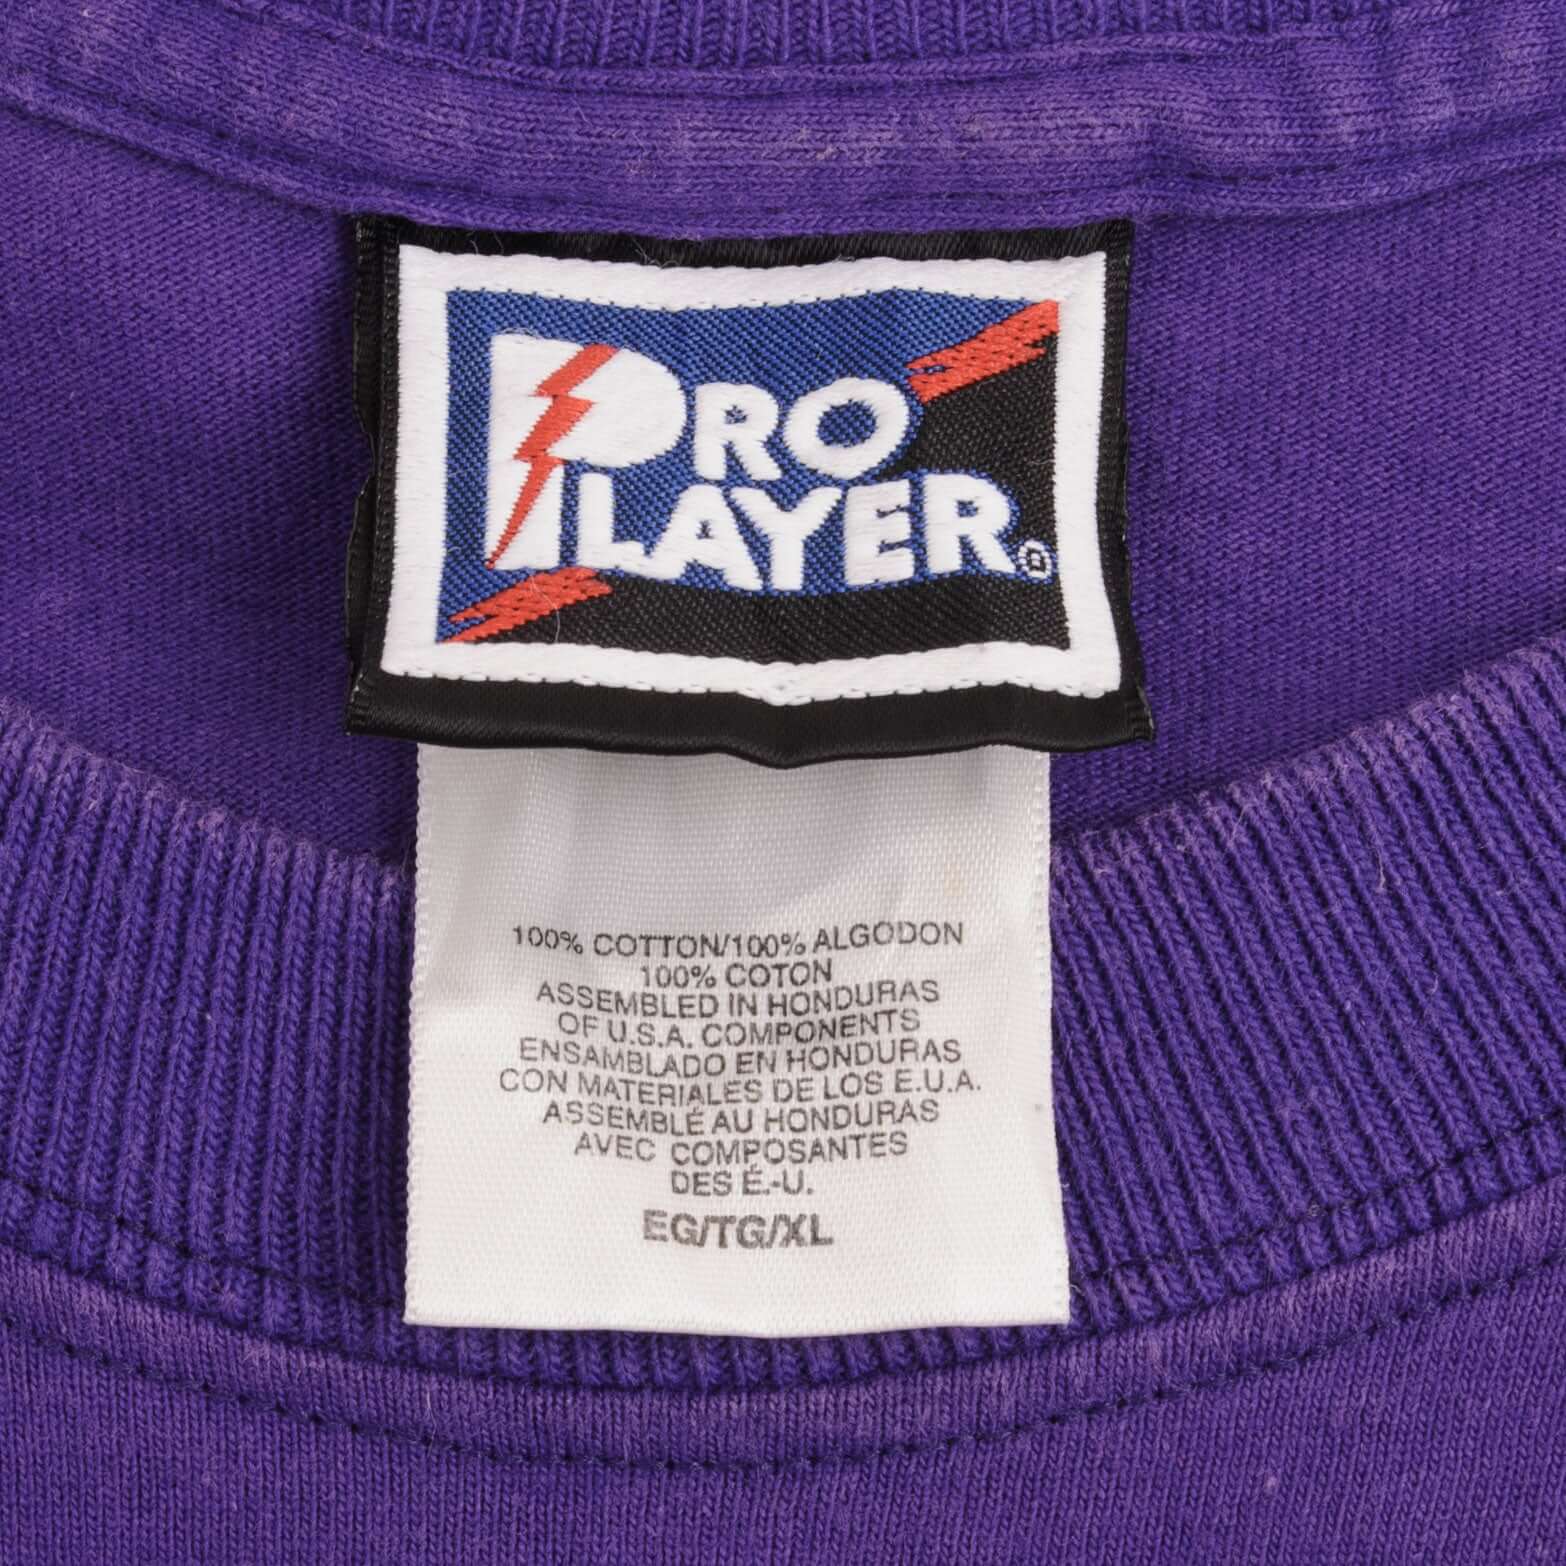 PRO
PLAYER®
100% COTTON/100% ALGODON
100% COTON
ASSEMBLED IN HONDURAS
OF U.S.A. COMPONENTS
ENSAMBLADO EN HONDURAS
CON MATERIALES DE LOS E.U.A.
ASSEMBLÉ AU HONDURAS
AVEC COMPOSANTES
DES É.-U.
EG/TG/XL